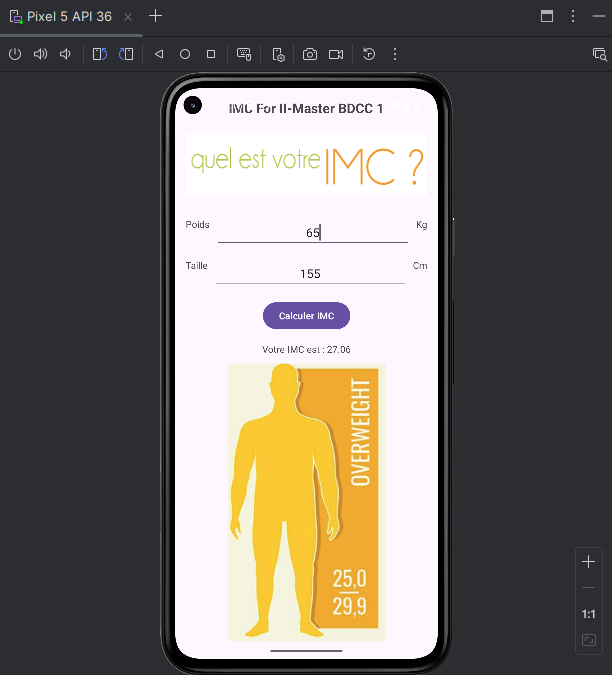 Pixel 5 API 36
IMC For II-Master BDCC 1
quel est votre IMC ?
Poids 65 Kg
Taille 155 Cm
Calculer IMC
Votre IMC est : 27.06
OVERWEIGHT
25,0
29,9
1:1